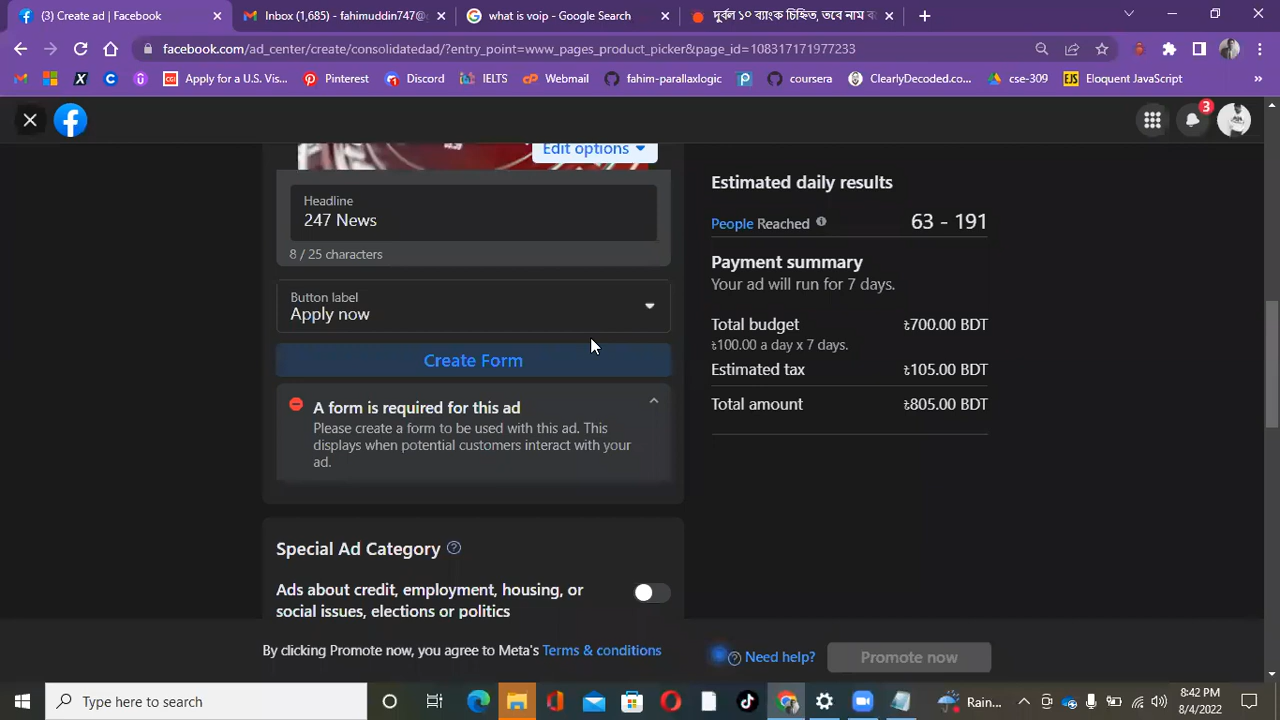 (3) Create ad | Facebook
Inbox (1,685) - fahimuddin747@g
what is voip - Google Search
দুর্বল ১০ ব্যাংক চিহ্নিত, তবে নাম
facebook.com/ad_center/create/consolidatedad/?entry_point=www_pages_product_picker&page_id=108317171977233
Apply for a U.S. Vis...
Pinterest
Discord
IELTS
Webmail
fahim-parallaxlogic
coursera
ClearlyDecoded.co...
cse-309
EJS
Eloquent JavaScript
»
3
Edit options
Headline
247 News
8 / 25 characters
Button label
Apply now
Create Form
A form is required for this ad
Please create a form to be used with this ad. This
displays when potential customers interact with your
ad.
Special Ad Category
Ads about credit, employment, housing, or
social issues, elections or politics
Estimated daily results
People Reached 63 - 191
Payment summary
Your ad will run for 7 days.
Total budget ৳700.00 BDT
৳100.00 a day x 7 days.
Estimated tax ৳105.00 BDT
Total amount ৳805.00 BDT
By clicking Promote now, you agree to Meta's Terms & conditions
Need help?
Promote now
Type here to search
Rain...
8:42 PM
8/4/2022